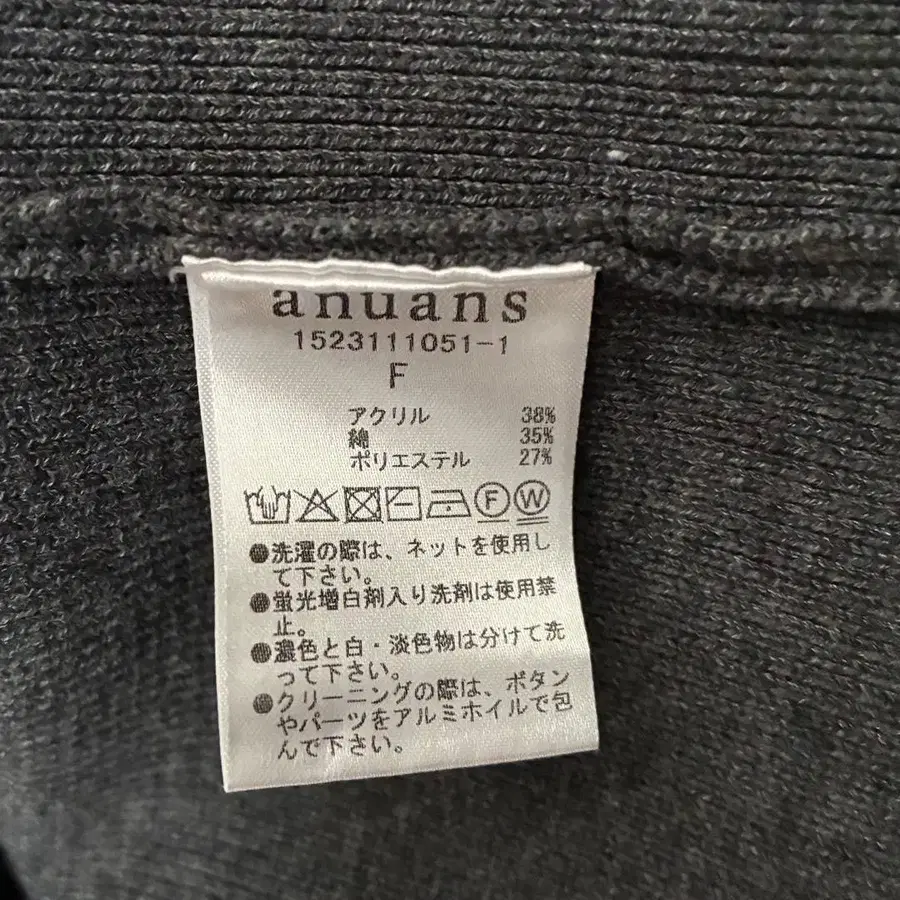 anuans
1523111051-1
F
アクリル 38%
綿 35%
ポリエステル 27%
F W
●洗濯の際は、ネットを使用し
て下さい。
●蛍光増白剤入り洗剤は使用禁
止。
●濃色と白・淡色物は分けて洗
って下さい。
●クリーニングの際は、ボタン
やパーツをアルミホイルで包
んで下さい。